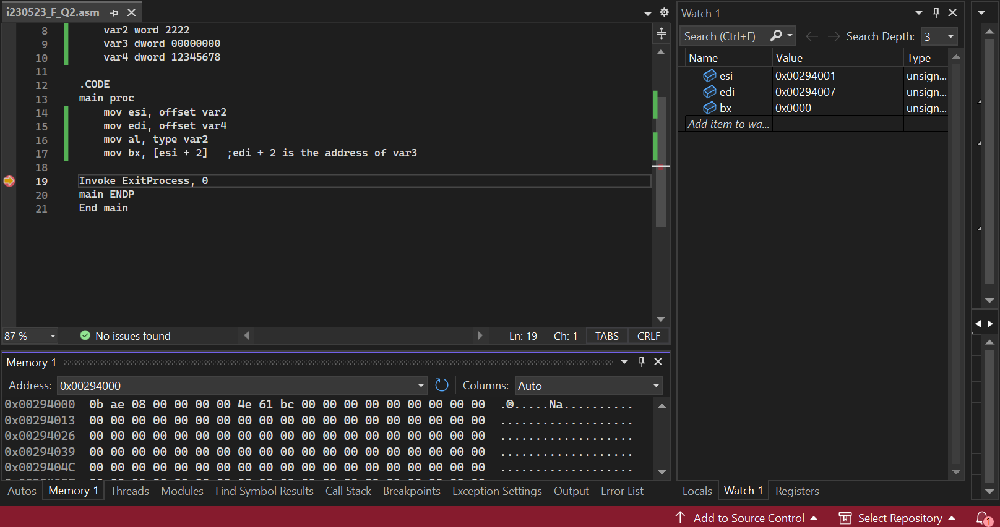 i230523_F_Q2.asm
8 var2 word 2222
9 var3 dword 00000000
10 var4 dword 12345678
11
12 .CODE
13 main proc
14 mov esi, offset var2
15 mov edi, offset var4
16 mov al, type var2
17 mov bx, [esi + 2] ;edi + 2 is the address of var3
18
19 Invoke ExitProcess, 0
20 main ENDP
21 End main
87 % No issues found Ln: 19 Ch: 1 TABS CRLF
Memory 1
Address: 0x00294000 Columns: Auto
0x00294000 0b ae 08 00 00 00 00 4e 61 bc 00 00 00 00 00 00 00 00 00 .®.....Na..........
0x00294013 00 00 00 00 00 00 00 00 00 00 00 00 00 00 00 00 00 00 00 ...................
0x00294026 00 00 00 00 00 00 00 00 00 00 00 00 00 00 00 00 00 00 00 ...................
0x00294039 00 00 00 00 00 00 00 00 00 00 00 00 00 00 00 00 00 00 00 ...................
0x0029404C 00 00 00 00 00 00 00 00 00 00 00 00 00 00 00 00 00 00 00 ...................
Autos Memory 1 Threads Modules Find Symbol Results Call Stack Breakpoints Exception Settings Output Error List
Watch 1
Search (Ctrl+E) Search Depth: 3
Name Value Type
esi 0x00294001 unsign...
edi 0x00294007 unsign...
bx 0x0000 unsign...
Add item to wa...
Locals Watch 1 Registers
Add to Source Control Select Repository 1